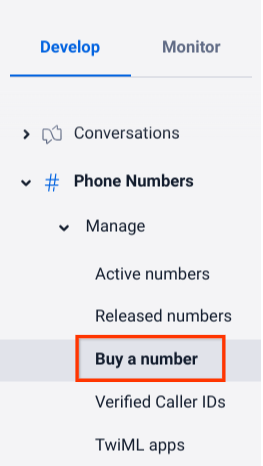 Develop Monitor
Conversations
# Phone Numbers
Manage
Active numbers
Released numbers
Buy a number
Verified Caller IDs
TwiML apps